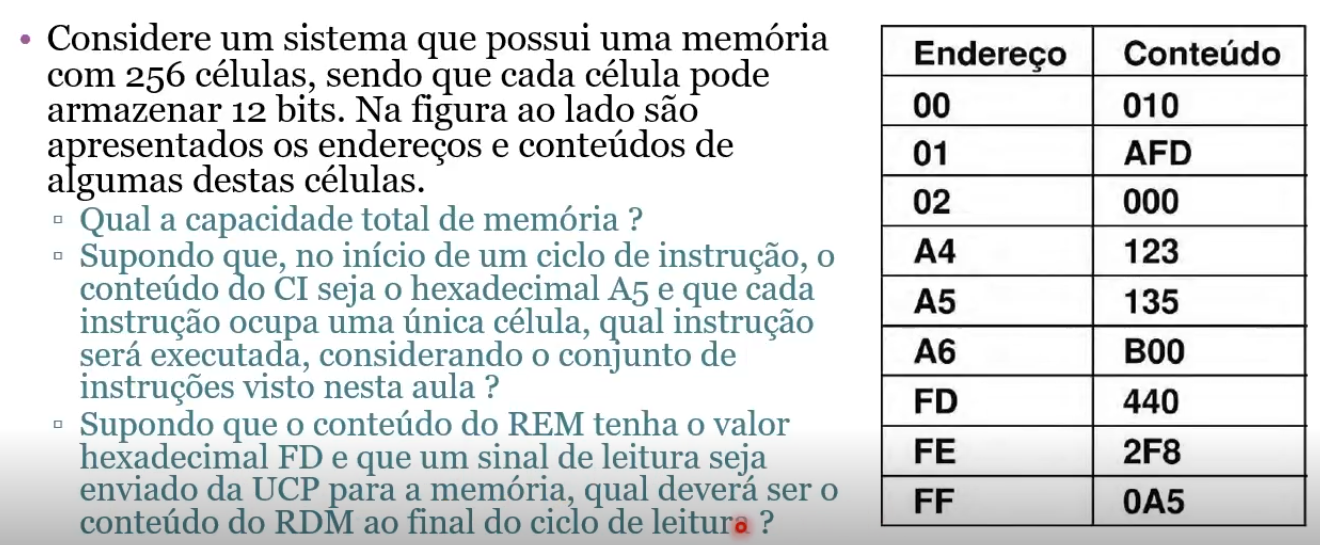 • Considere um sistema que possui uma memória
com 256 células, sendo que cada célula pode
armazenar 12 bits. Na figura ao lado são
apresentados os endereços e conteúdos de
algumas destas células.
▫ Qual a capacidade total de memória ?
▫ Supondo que, no início de um ciclo de instrução, o
conteúdo do CI seja o hexadecimal A5 e que cada
instrução ocupa uma única célula, qual instrução
será executada, considerando o conjunto de
instruções visto nesta aula ?
▫ Supondo que o conteúdo do REM tenha o valor
hexadecimal FD e que um sinal de leitura seja
enviado da UCP para a memória, qual deverá ser o
conteúdo do RDM ao final do ciclo de leitura ?
Endereço Conteúdo
00 010
01 AFD
02 000
A4 123
A5 135
A6 B00
FD 440
FE 2F8
FF 0A5